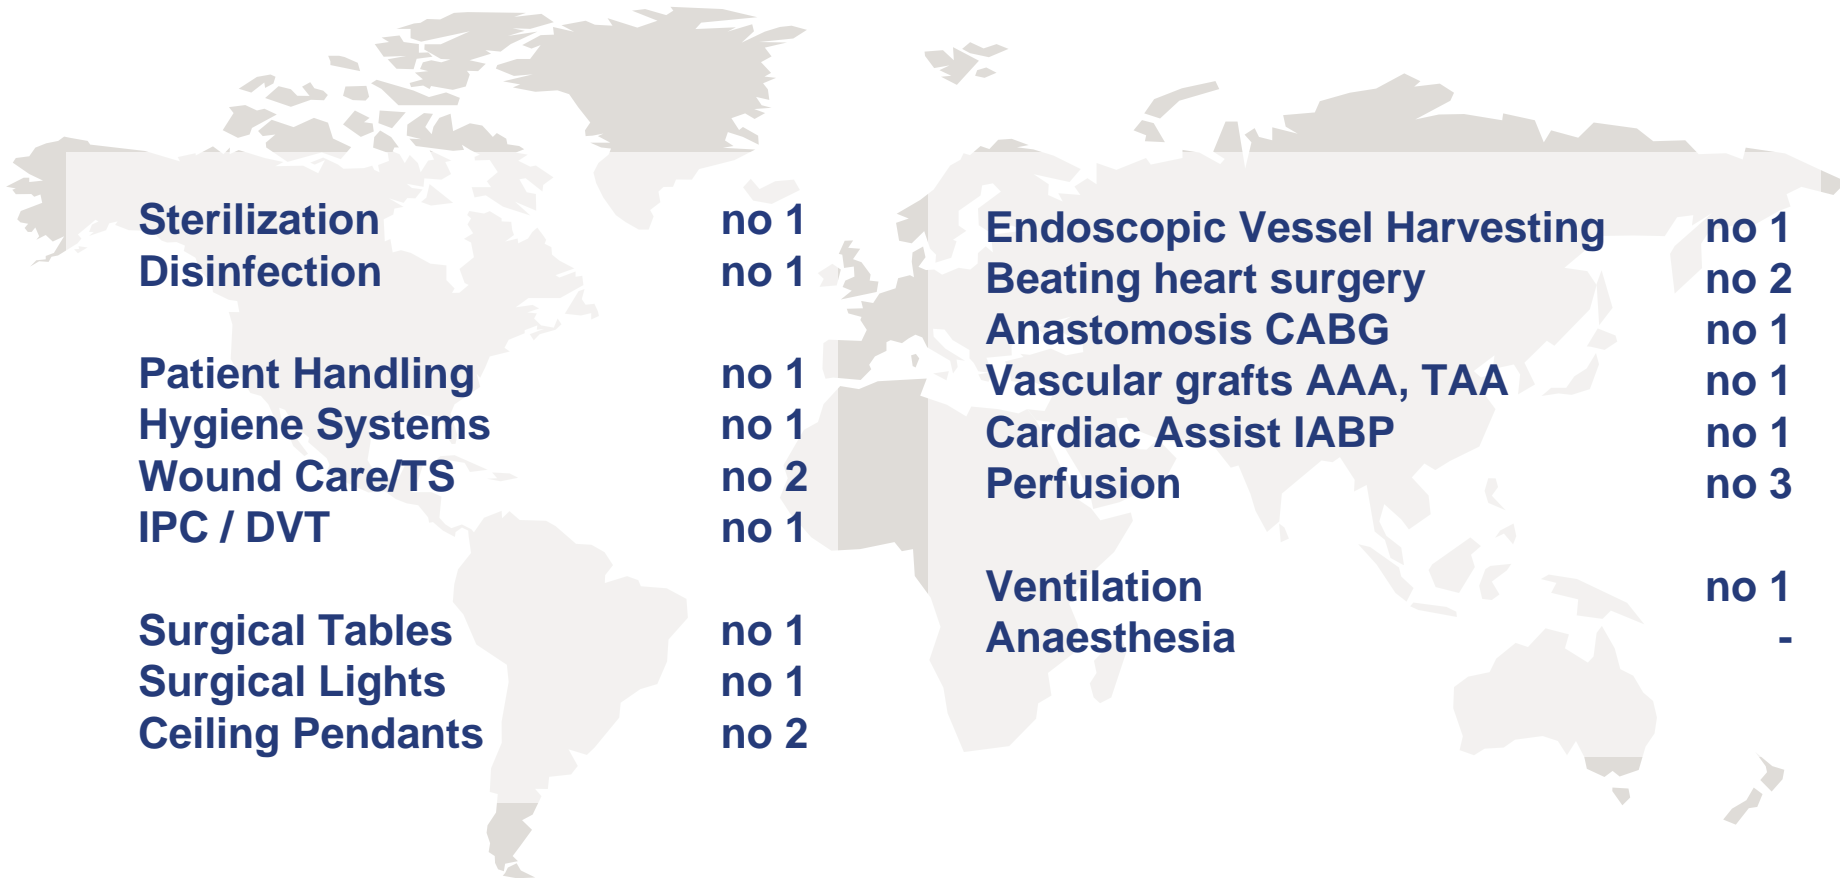 Sterilization no 1
Disinfection no 1
Patient Handling no 1
Hygiene Systems no 1
Wound Care/TS no 2
IPC / DVT no 1
Surgical Tables no 1
Surgical Lights no 1
Ceiling Pendants no 2
Endoscopic Vessel Harvesting no 1
Beating heart surgery no 2
Anastomosis CABG no 1
Vascular grafts AAA, TAA no 1
Cardiac Assist IABP no 1
Perfusion no 3
Ventilation no 1
Anaesthesia -